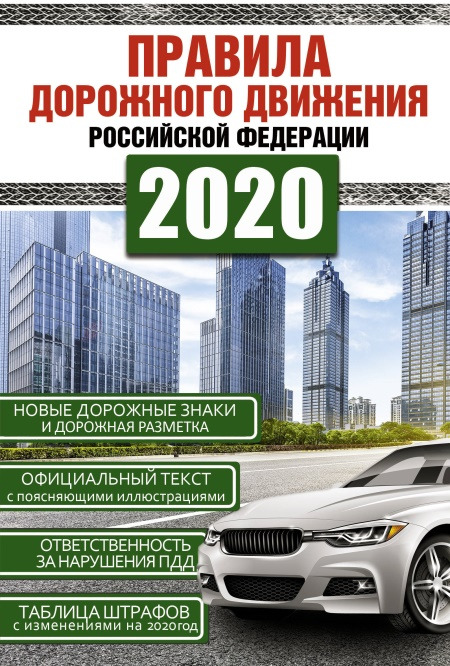 ПРАВИЛА
ДОРОЖНОГО ДВИЖЕНИЯ
РОССИЙСКОЙ ФЕДЕРАЦИИ
2020
НОВЫЕ ДОРОЖНЫЕ ЗНАКИ
И ДОРОЖНАЯ РАЗМЕТКА
ОФИЦИАЛЬНЫЙ ТЕКСТ
с поясняющими иллюстрациями
ОТВЕТСТВЕННОСТЬ
ЗА НАРУШЕНИЯ ПДД
ТАБЛИЦА ШТРАФОВ
с изменениями на 2020год